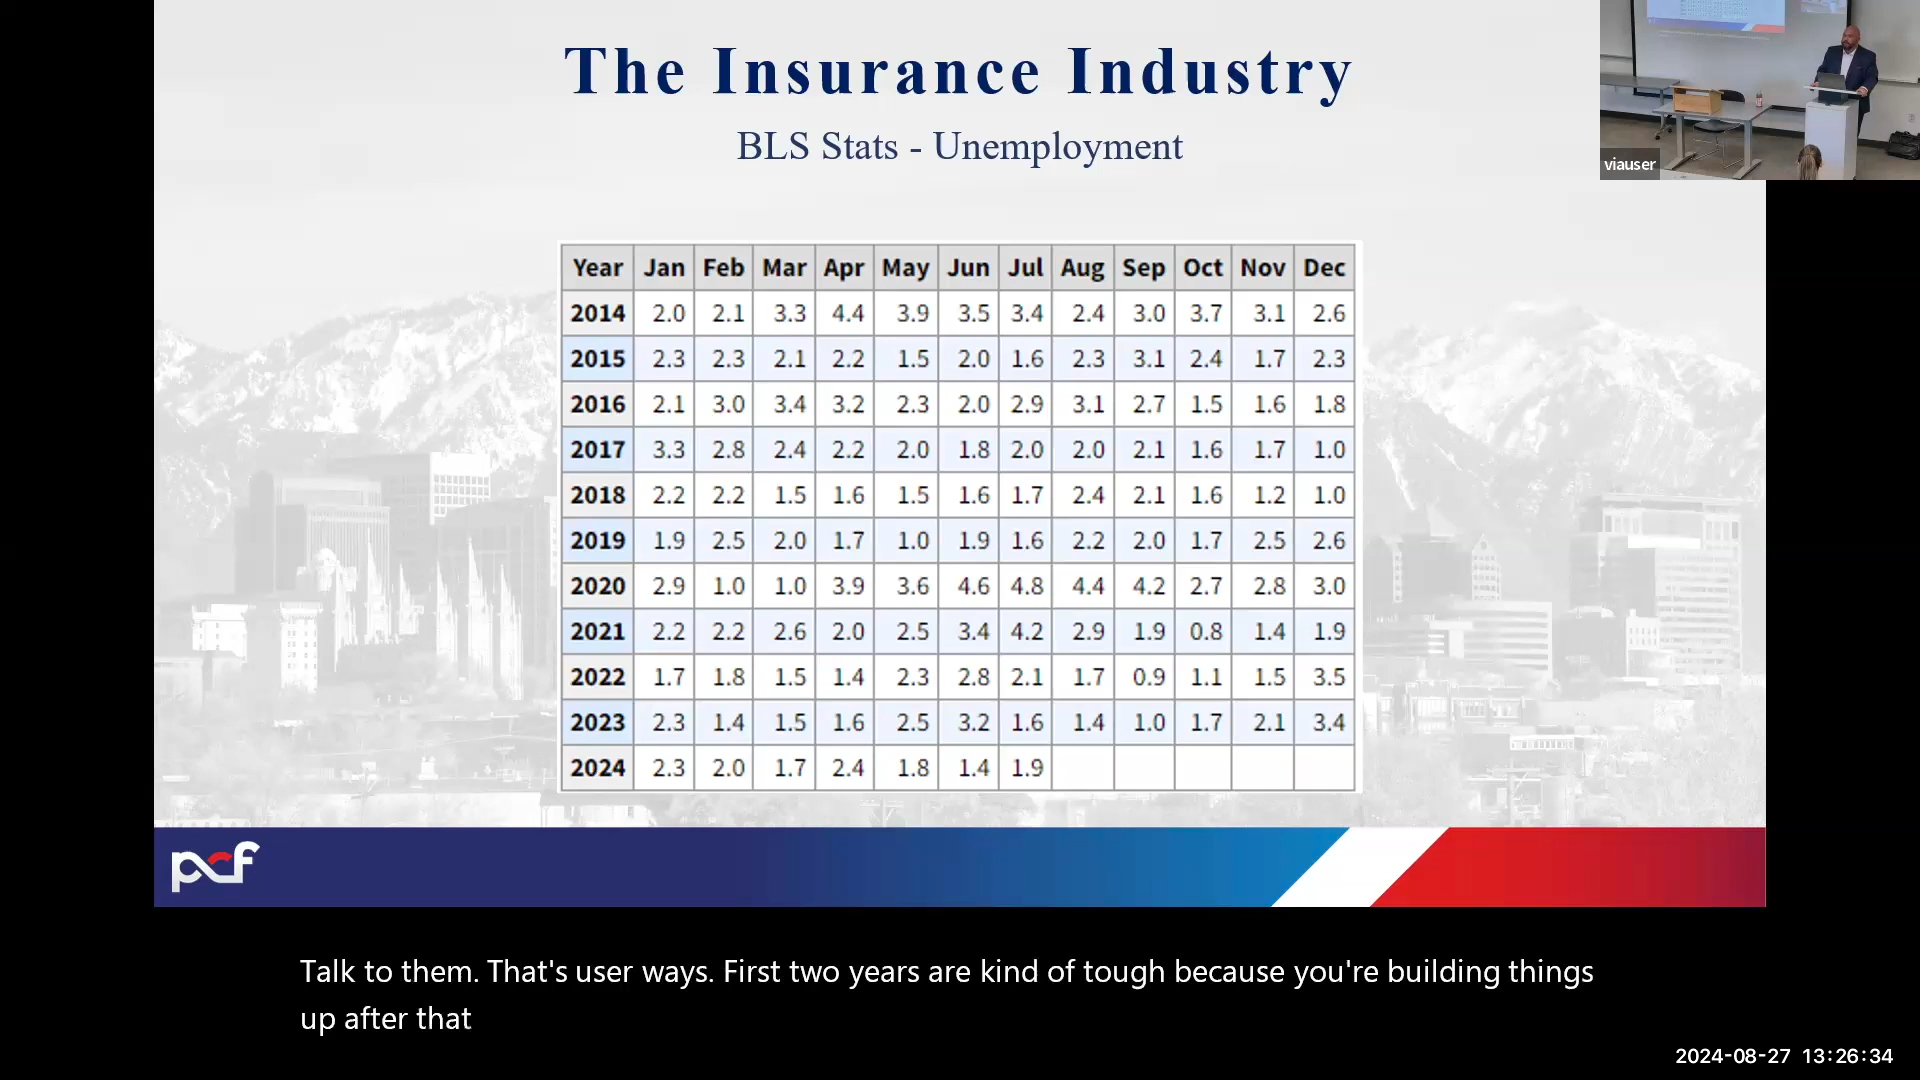 The Insurance Industry
BLS Stats - Unemployment
viauser
Year Jan Feb Mar Apr May Jun Jul Aug Sep Oct Nov Dec
2014 2.0 2.1 3.3 4.4 3.9 3.5 3.4 2.4 3.0 3.7 3.1 2.6
2015 2.3 2.3 2.1 2.2 1.5 2.0 1.6 2.3 3.1 2.4 1.7 2.3
2016 2.1 3.0 3.4 3.2 2.3 2.0 2.9 3.1 2.7 1.5 1.6 1.8
2017 3.3 2.8 2.4 2.2 2.0 1.8 2.0 2.0 2.1 1.6 1.7 1.0
2018 2.2 2.2 1.5 1.6 1.5 1.6 1.7 2.4 2.1 1.6 1.2 1.0
2019 1.9 2.5 2.0 1.7 1.0 1.9 1.6 2.2 2.0 1.7 2.5 2.6
2020 2.9 1.0 1.0 3.9 3.6 4.6 4.8 4.4 4.2 2.7 2.8 3.0
2021 2.2 2.2 2.6 2.0 2.5 3.4 4.2 2.9 1.9 0.8 1.4 1.9
2022 1.7 1.8 1.5 1.4 2.3 2.8 2.1 1.7 0.9 1.1 1.5 3.5
2023 2.3 1.4 1.5 1.6 2.5 3.2 1.6 1.4 1.0 1.7 2.1 3.4
2024 2.3 2.0 1.7 2.4 1.8 1.4 1.9
pcf
Talk to them. That's user ways. First two years are kind of tough because you're building things
up after that
2024-08-27 13:26:34